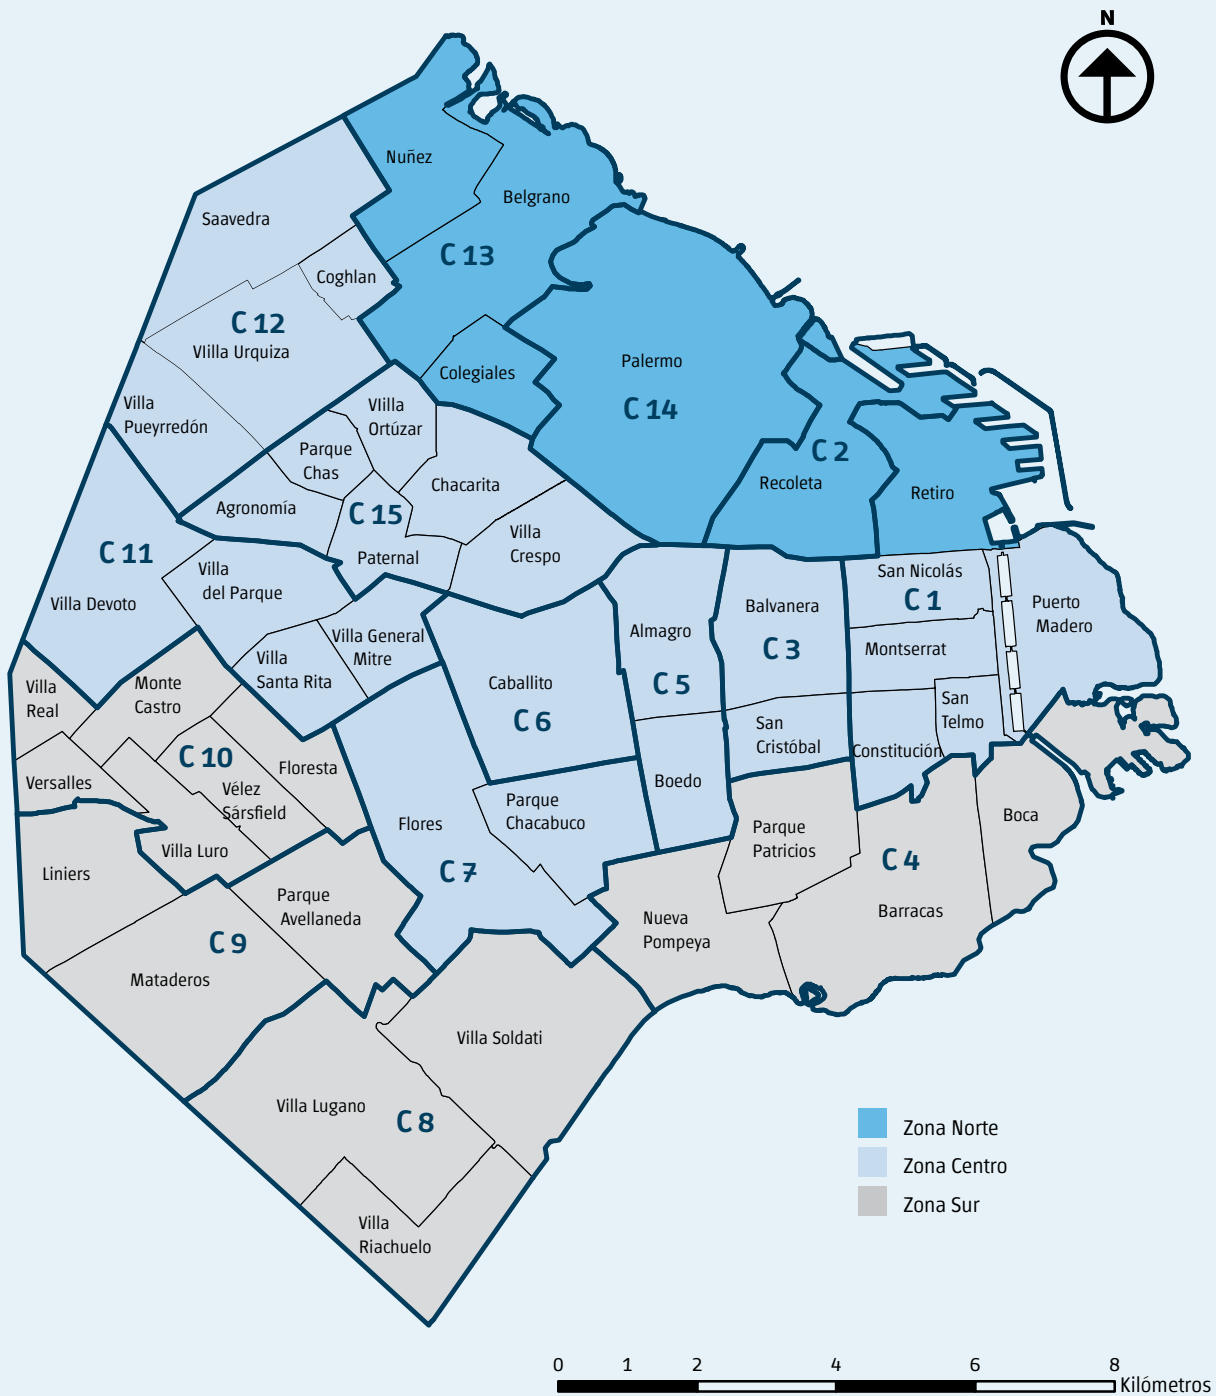 N
Nuñez
Belgrano
Saavedra
C 13
Coghlan
C 12
VIilla Urquiza
Palermo
Colegiales
C 14
Villa
Pueyrredón
VIilla
Ortúzar
Parque
Chas
C 2
Recoleta
Retiro
Chacarita
Agronomía
C 15
Villa
Crespo
Paternal
C 11
Villa Devoto
Villa
del Parque
San Nicolás
C 1
Puerto
Madero
Balvanera
C 3
Almagro
C 5
Montserrat
Villa General
Mitre
Villa
Santa Rita
Caballito
C 6
Villa
Real
Monte
Castro
San
Telmo
San
Cristóbal
Constitución
C 10
Floresta
Versalles
Vélez
Sársfield
Boedo
Parque
Chacabuco
Flores
C 7
Parque
Patricios
Boca
C 4
Barracas
Villa Luro
Liniers
Parque
Avellaneda
Nueva
Pompeya
C 9
Mataderos
Villa Soldati
Villa Lugano
C 8
Villa
Riachuelo
Zona Norte
Zona Centro
Zona Sur
0 1 2 4 6 8
Kilómetros